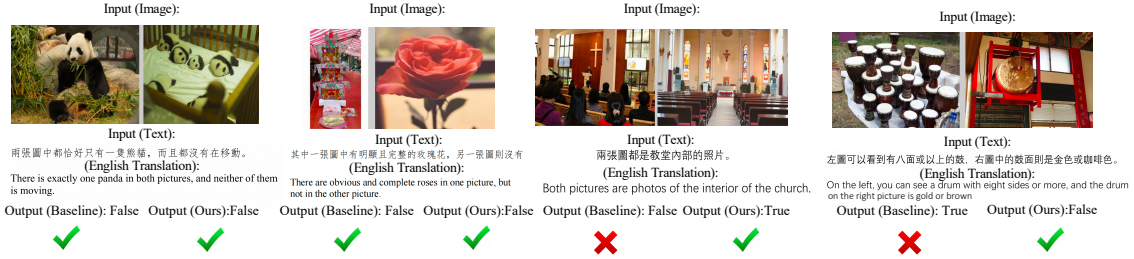 Input (Image):
Input (Text):
兩張圖中都恰好只有一隻熊貓，而且都沒有在移動。
(English Translation):
There is exactly one panda in both pictures, and neither of them
is moving.
Output (Baseline): False
Output (Ours):False
Input (Image):
Input (Text):
其中一張圖中有明顯且完整的玫瑰花，另一張圖則沒有
(English Translation):
There are obvious and complete roses in one picture, but
not in the other picture.
Output (Baseline): False
Output (Ours):False
Input (Image):
Input (Text):
兩張圖都是教堂內部的照片。
(English Translation):
Both pictures are photos of the interior of the church.
Output (Baseline): False
Output (Ours):True
Input (Image):
Input (Text):
左圖可以看到有八面或以上的鼓，右圖中的鼓面則是金色或咖啡色。
(English Translation):
On the left, you can see a drum with eight sides or more, and the drum
on the right picture is gold or brown
Output (Baseline): True
Output (Ours):False